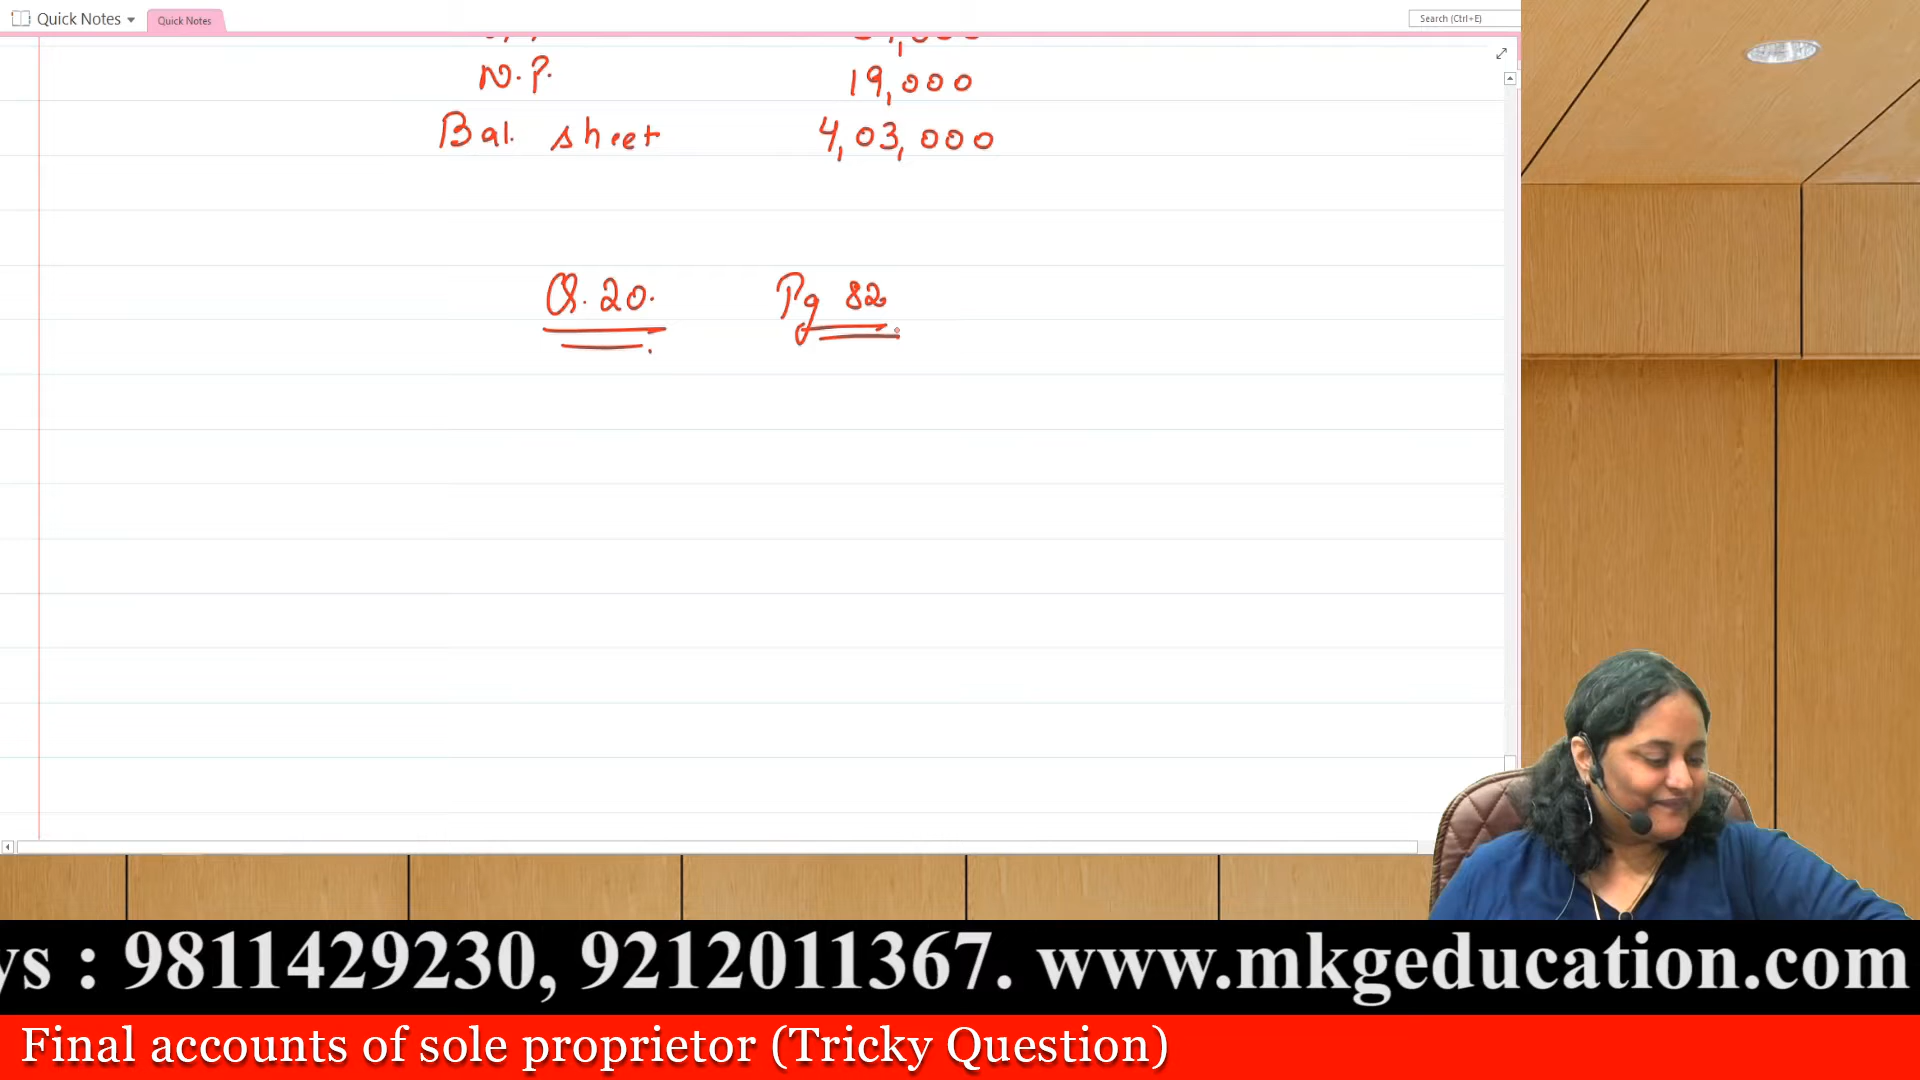 Quick Notes
Quick Notes
Search (Ctrl+E)
N.P. 19,000
Bal. sheet 4,03,000
Q.20. Pg 82
ys : 9811429230, 9212011367. www.mkgeducation.com
Final accounts of sole proprietor (Tricky Question)